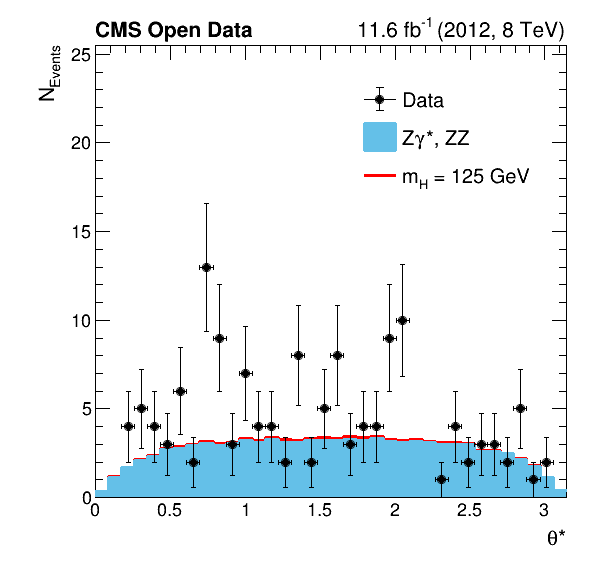 CMS Open Data 11.6 fb⁻¹ (2012, 8 TeV)
N_Events
25
20
15
10
5
0
Data
Zγ*, ZZ
m_H = 125 GeV
0 0.5 1 1.5 2 2.5 3
θ*